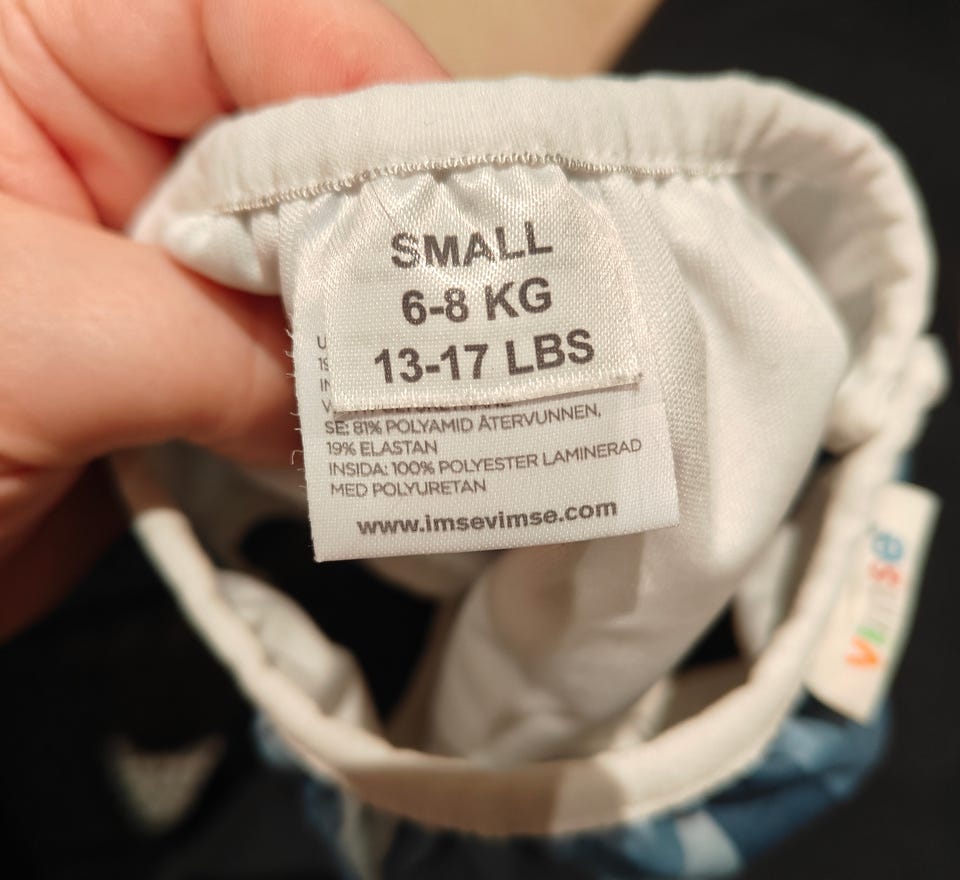 SMALL
6-8 KG
13-17 LBS
SE: 81% POLYAMID ÅTERVUNNEN,
19% ELASTAN
INSIDA: 100% POLYESTER LAMINERAD
MED POLYURETAN
www.imsevimse.com
vimse